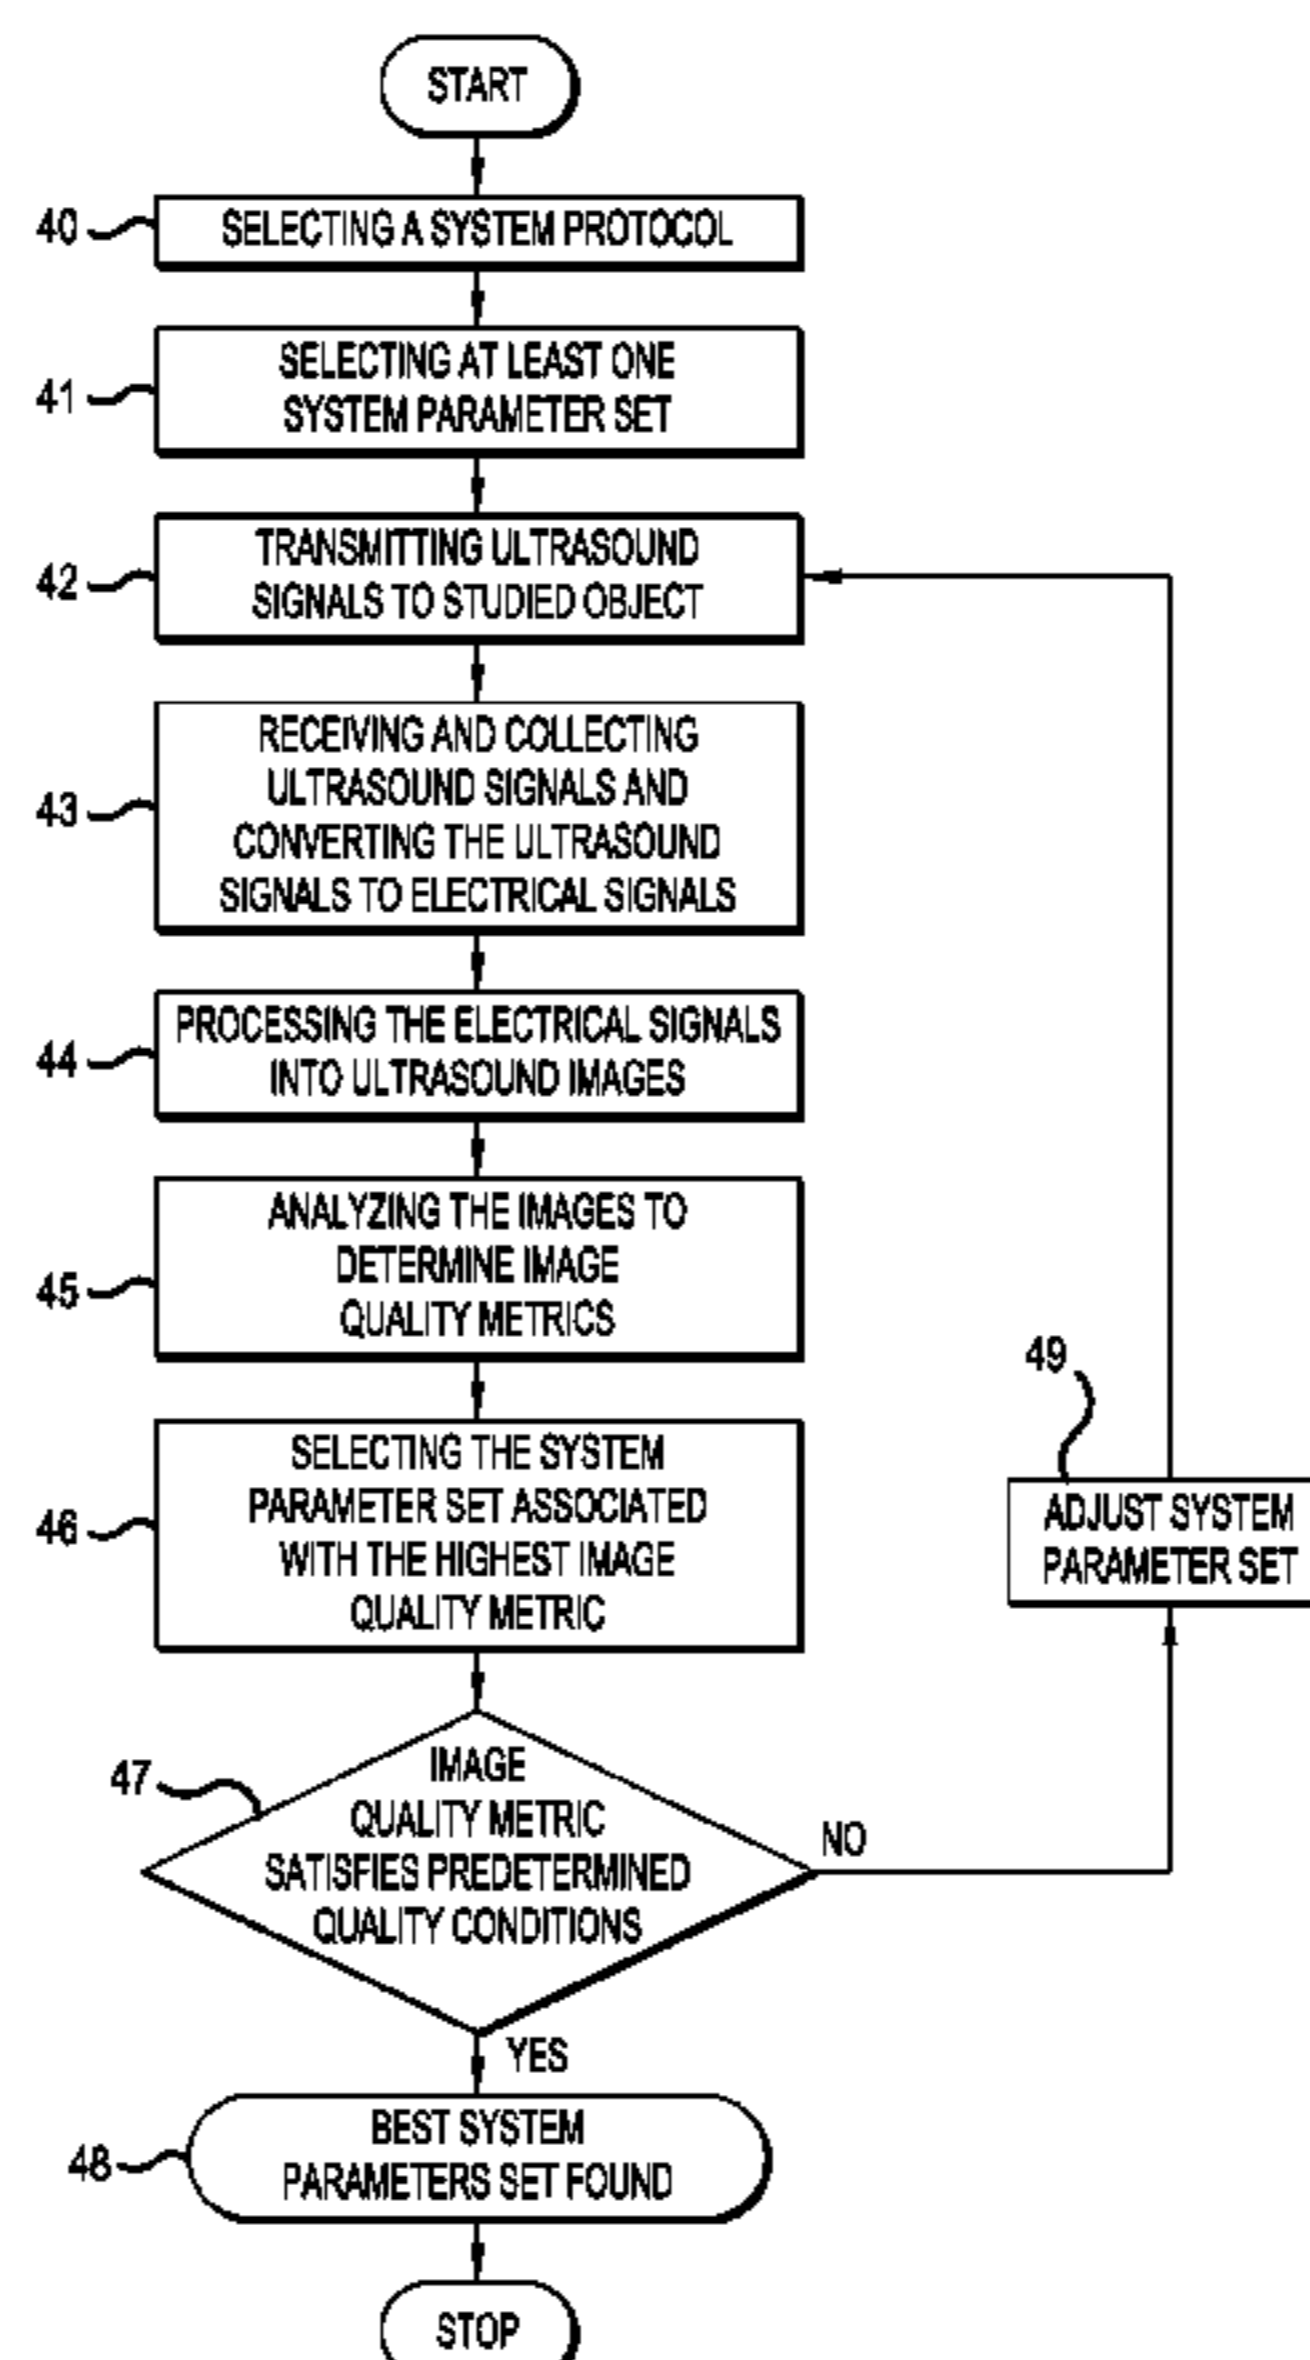 START
40
SELECTING A SYSTEM PROTOCOL
41
SELECTING AT LEAST ONE
SYSTEM PARAMETER SET
42
TRANSMITTING ULTRASOUND
SIGNALS TO STUDIED OBJECT
43
RECEIVING AND COLLECTING
ULTRASOUND SIGNALS AND
CONVERTING THE ULTRASOUND
SIGNALS TO ELECTRICAL SIGNALS
44
PROCESSING THE ELECTRICAL SIGNALS
INTO ULTRASOUND IMAGES
45
ANALYZING THE IMAGES TO
DETERMINE IMAGE
QUALITY METRICS
46
SELECTING THE SYSTEM
PARAMETER SET ASSOCIATED
WITH THE HIGHEST IMAGE
QUALITY METRIC
49
ADJUST SYSTEM
PARAMETER SET
47
IMAGE
QUALITY METRIC
SATISFIES PREDETERMINED
QUALITY CONDITIONS
NO
YES
48
BEST SYSTEM
PARAMETERS SET FOUND
STOP